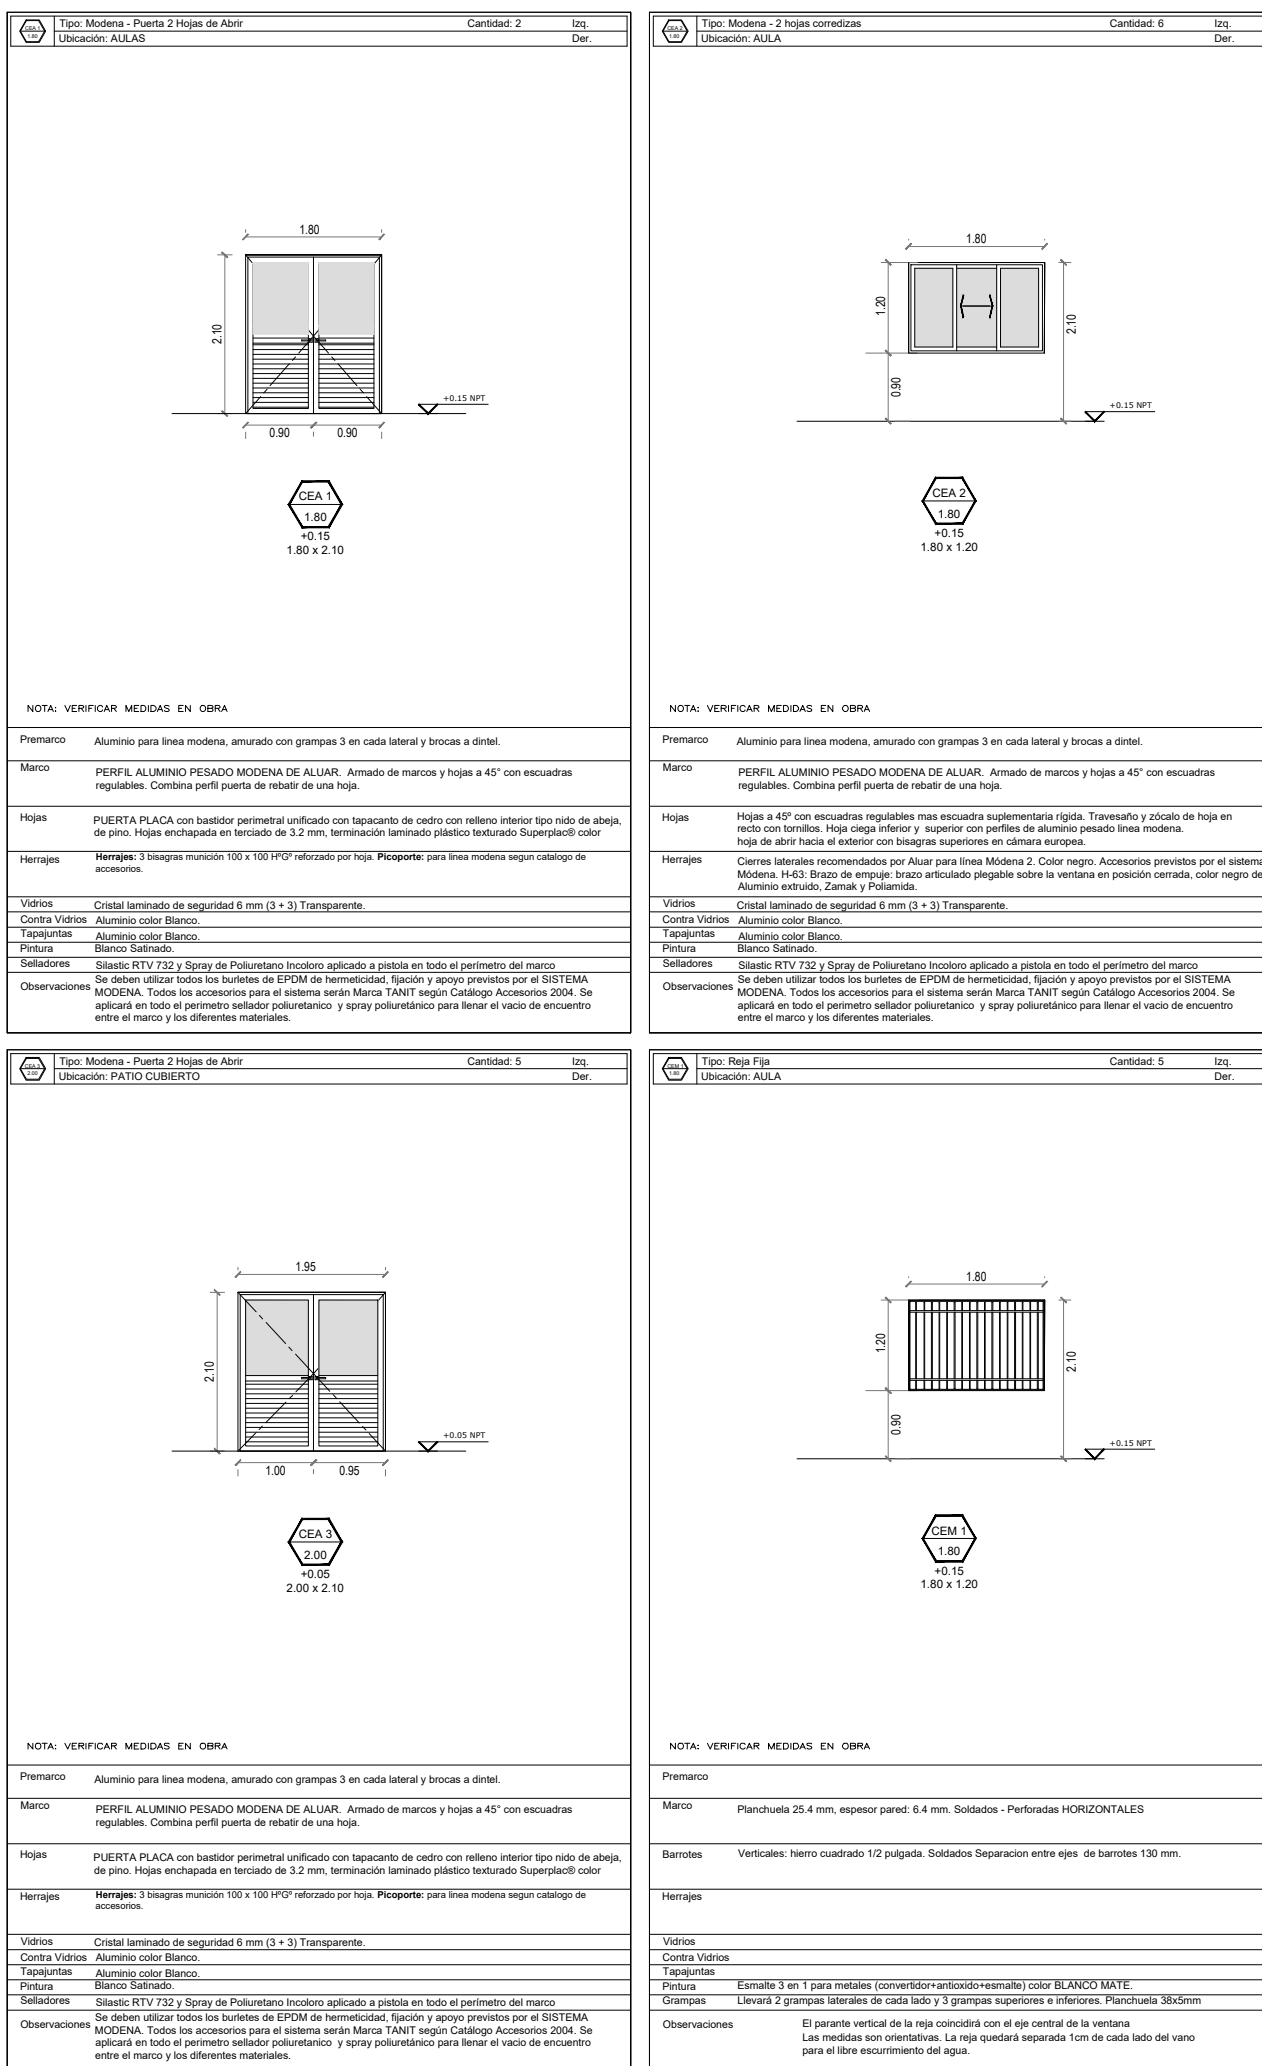 CEA 1
1.80
Tipo: Modena - Puerta 2 Hojas de Abrir Cantidad: 2 Izq.
Ubicación: AULAS Der.
1.80
2.10
+0.15 NPT
0.90 0.90
CEA 1
1.80
+0.15
1.80 x 2.10
NOTA: VERIFICAR MEDIDAS EN OBRA
Premarco Aluminio para linea modena, amurado con grampas 3 en cada lateral y brocas a dintel.
Marco PERFIL ALUMINIO PESADO MODENA DE ALUAR. Armado de marcos y hojas a 45° con escuadras
regulables. Combina perfil puerta de rebatir de una hoja.
Hojas PUERTA PLACA con bastidor perimetral unificado con tapacanto de cedro con relleno interior tipo nido de abeja,
de pino. Hojas enchapada en terciado de 3.2 mm, terminación laminado plástico texturado Superplac® color
Herrajes Herrajes: 3 bisagras munición 100 x 100 HºGº reforzado por hoja. Picoporte: para linea modena segun catalogo de
accesorios.
Vidrios Cristal laminado de seguridad 6 mm (3 + 3) Transparente.
Contra Vidrios Aluminio color Blanco.
Tapajuntas Aluminio color Blanco.
Pintura Blanco Satinado.
Selladores Silastic RTV 732 y Spray de Poliuretano Incoloro aplicado a pistola en todo el perímetro del marco
Observaciones Se deben utilizar todos los burletes de EPDM de hermeticidad, fijación y apoyo previstos por el SISTEMA
MODENA. Todos los accesorios para el sistema serán Marca TANIT según Catálogo Accesorios 2004. Se
aplicará en todo el perimetro sellador poliuretanico y spray poliuretánico para llenar el vacio de encuentro
entre el marco y los diferentes materiales.
CEA 2
1.80
Tipo: Modena - 2 hojas corredizas Cantidad: 6 Izq.
Ubicación: AULA Der.
1.80
1.20
2.10
0.90
+0.15 NPT
CEA 2
1.80
+0.15
1.80 x 1.20
NOTA: VERIFICAR MEDIDAS EN OBRA
Premarco Aluminio para linea modena, amurado con grampas 3 en cada lateral y brocas a dintel.
Marco PERFIL ALUMINIO PESADO MODENA DE ALUAR. Armado de marcos y hojas a 45° con escuadras
regulables. Combina perfil puerta de rebatir de una hoja.
Hojas Hojas a 45º con escuadras regulables mas escuadra suplementaria rígida. Travesaño y zócalo de hoja en
recto con tornillos. Hoja ciega inferior y superior con perfiles de aluminio pesado linea modena.
hoja de abrir hacia el exterior con bisagras superiores en cámara europea.
Herrajes Cierres laterales recomendados por Aluar para línea Módena 2. Color negro. Accesorios previstos por el sistema
Módena. H-63: Brazo de empuje: brazo articulado plegable sobre la ventana en posición cerrada, color negro de
Aluminio extruido, Zamak y Poliamida.
Vidrios Cristal laminado de seguridad 6 mm (3 + 3) Transparente.
Contra Vidrios Aluminio color Blanco.
Tapajuntas Aluminio color Blanco.
Pintura Blanco Satinado.
Selladores Silastic RTV 732 y Spray de Poliuretano Incoloro aplicado a pistola en todo el perímetro del marco
Observaciones Se deben utilizar todos los burletes de EPDM de hermeticidad, fijación y apoyo previstos por el SISTEMA
MODENA. Todos los accesorios para el sistema serán Marca TANIT según Catálogo Accesorios 2004. Se
aplicará en todo el perimetro sellador poliuretanico y spray poliuretánico para llenar el vacio de encuentro
entre el marco y los diferentes materiales.
CEA 3
2.00
Tipo: Modena - Puerta 2 Hojas de Abrir Cantidad: 5 Izq.
Ubicación: PATIO CUBIERTO Der.
1.95
2.10
+0.05 NPT
1.00 0.95
CEA 3
2.00
+0.05
2.00 x 2.10
NOTA: VERIFICAR MEDIDAS EN OBRA
Premarco Aluminio para linea modena, amurado con grampas 3 en cada lateral y brocas a dintel.
Marco PERFIL ALUMINIO PESADO MODENA DE ALUAR. Armado de marcos y hojas a 45° con escuadras
regulables. Combina perfil puerta de rebatir de una hoja.
Hojas PUERTA PLACA con bastidor perimetral unificado con tapacanto de cedro con relleno interior tipo nido de abeja,
de pino. Hojas enchapada en terciado de 3.2 mm, terminación laminado plástico texturado Superplac® color
Herrajes Herrajes: 3 bisagras munición 100 x 100 HºGº reforzado por hoja. Picoporte: para linea modena segun catalogo de
accesorios.
Vidrios Cristal laminado de seguridad 6 mm (3 + 3) Transparente.
Contra Vidrios Aluminio color Blanco.
Tapajuntas Aluminio color Blanco.
Pintura Blanco Satinado.
Selladores Silastic RTV 732 y Spray de Poliuretano Incoloro aplicado a pistola en todo el perímetro del marco
Observaciones Se deben utilizar todos los burletes de EPDM de hermeticidad, fijación y apoyo previstos por el SISTEMA
MODENA. Todos los accesorios para el sistema serán Marca TANIT según Catálogo Accesorios 2004. Se
aplicará en todo el perimetro sellador poliuretanico y spray poliuretánico para llenar el vacio de encuentro
entre el marco y los diferentes materiales.
CEM 1
1.80
Tipo: Reja Fija Cantidad: 5 Izq.
Ubicación: AULA Der.
1.80
1.20
2.10
0.90
+0.15 NPT
CEM 1
1.80
+0.15
1.80 x 1.20
NOTA: VERIFICAR MEDIDAS EN OBRA
Premarco
Marco Planchuela 25.4 mm, espesor pared: 6.4 mm. Soldados - Perforadas HORIZONTALES
Barrotes Verticales: hierro cuadrado 1/2 pulgada. Soldados Separacion entre ejes de barrotes 130 mm.
Herrajes
Vidrios
Contra Vidrios
Tapajuntas
Pintura Esmalte 3 en 1 para metales (convertidor+antioxido+esmalte) color BLANCO MATE.
Grampas Llevará 2 grampas laterales de cada lado y 3 grampas superiores e inferiores. Planchuela 38x5mm
Observaciones El parante vertical de la reja coincidirá con el eje central de la ventana
Las medidas son orientativas. La reja quedará separada 1cm de cada lado del vano
para el libre escurrimiento del agua.